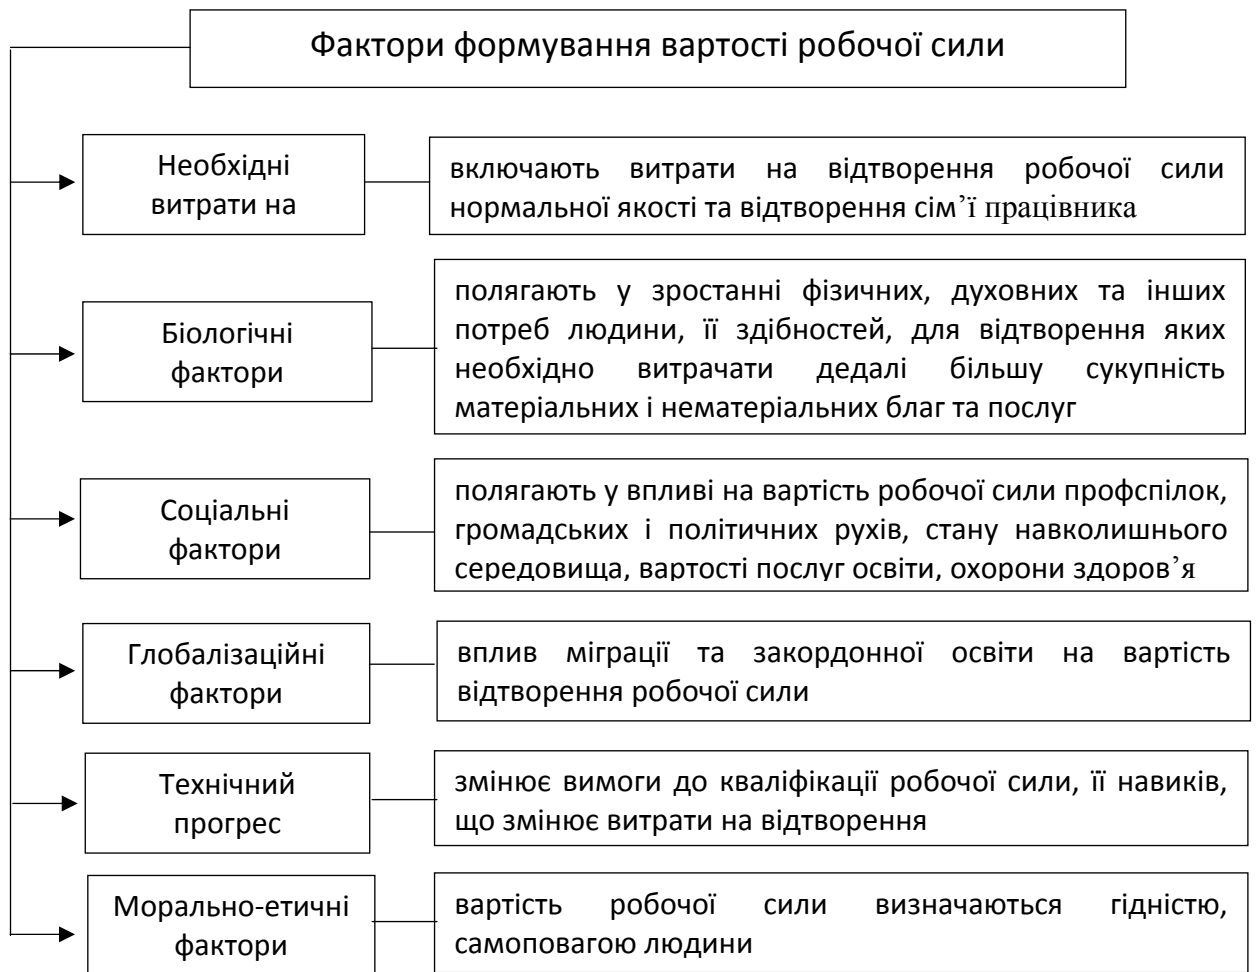 Фактори формування вартості робочої сили
Необхідні
витрати на
включають витрати на відтворення робочої сили
нормальної якості та відтворення сім’ї працівника
Біологічні
фактори
полягають у зростанні фізичних, духовних та інших
потреб людини, її здібностей, для відтворення яких
необхідно витрачати дедалі більшу сукупність
матеріальних і нематеріальних благ та послуг
Соціальні
фактори
полягають у впливі на вартість робочої сили профспілок,
громадських і політичних рухів, стану навколишнього
середовища, вартості послуг освіти, охорони здоров’я
Глобалізаційні
фактори
вплив міграції та закордонної освіти на вартість
відтворення робочої сили
Технічний
прогрес
змінює вимоги до кваліфікації робочої сили, її навиків,
що змінює витрати на відтворення
Морально-етичні
фактори
вартість робочої сили визначаються гідністю,
самоповагою людини